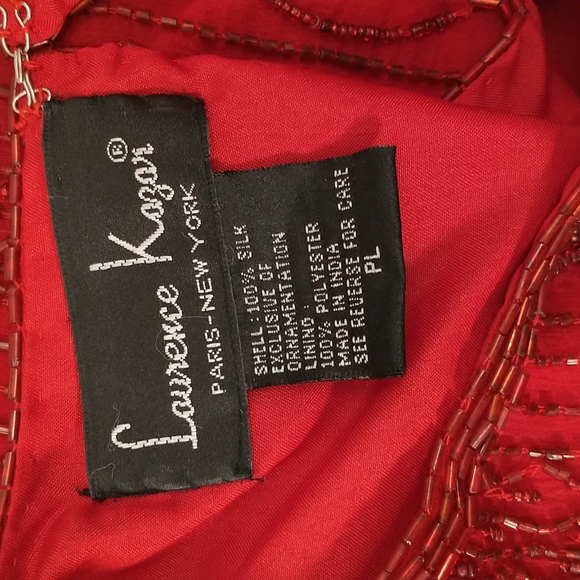 Laurence Kazar®
PARIS-NEW YORK
SHELL: 100% SILK
EXCLUSIVE OF
ORNAMENTATION
LINING:
100% POLYESTER
MADE IN INDIA
SEE REVERSE FOR CARE
PL